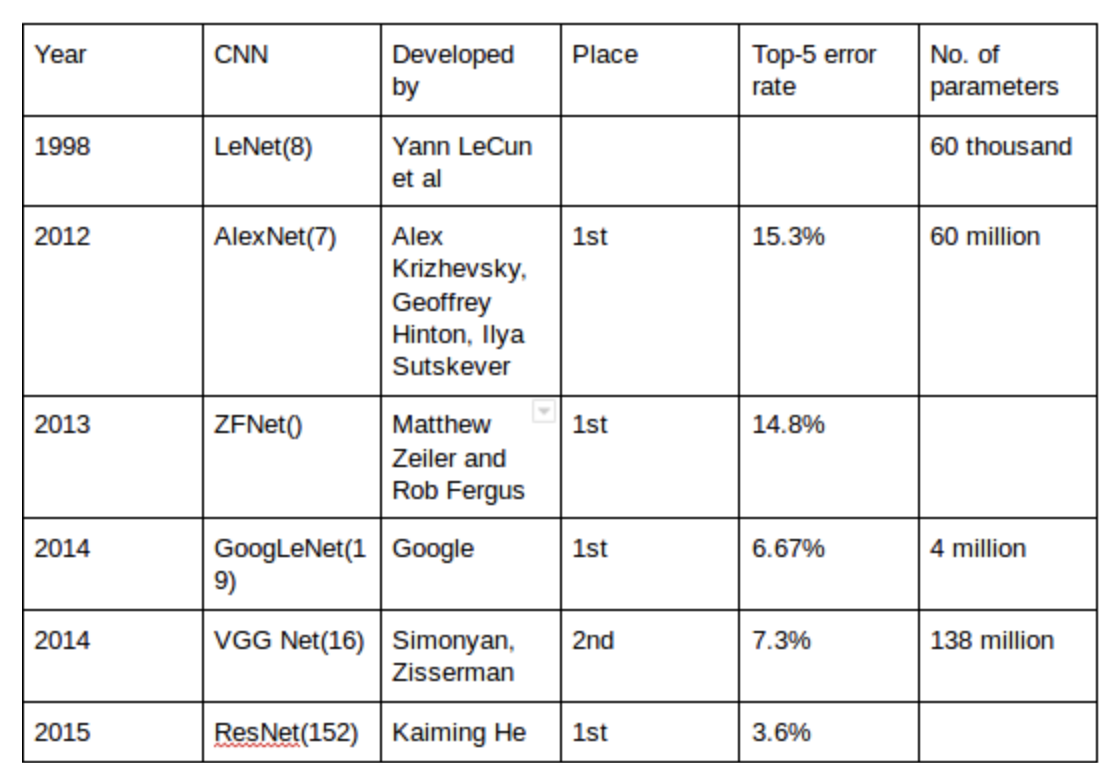 Year CNN Developed by Place Top-5 error rate No. of parameters
1998 LeNet(8) Yann LeCun et al 60 thousand
2012 AlexNet(7) Alex Krizhevsky, Geoffrey Hinton, Ilya Sutskever 1st 15.3% 60 million
2013 ZFNet() Matthew Zeiler and Rob Fergus 1st 14.8%
2014 GoogLeNet(19) Google 1st 6.67% 4 million
2014 VGG Net(16) Simonyan, Zisserman 2nd 7.3% 138 million
2015 ResNet(152) Kaiming He 1st 3.6%